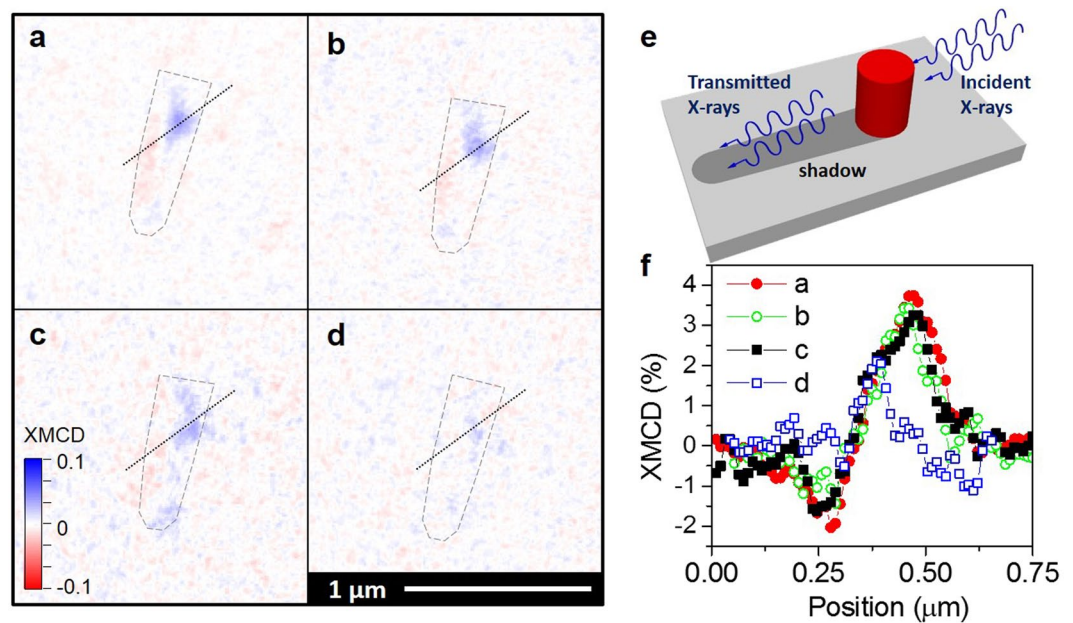 a
b
c
d
XMCD
0.1
0
-0.1
1 μm
e
Transmitted
X-rays
Incident
X-rays
shadow
f
a
b
c
d
4
3
2
1
0
-1
-2
XMCD (%)
0.00 0.25 0.50 0.75
Position (μm)